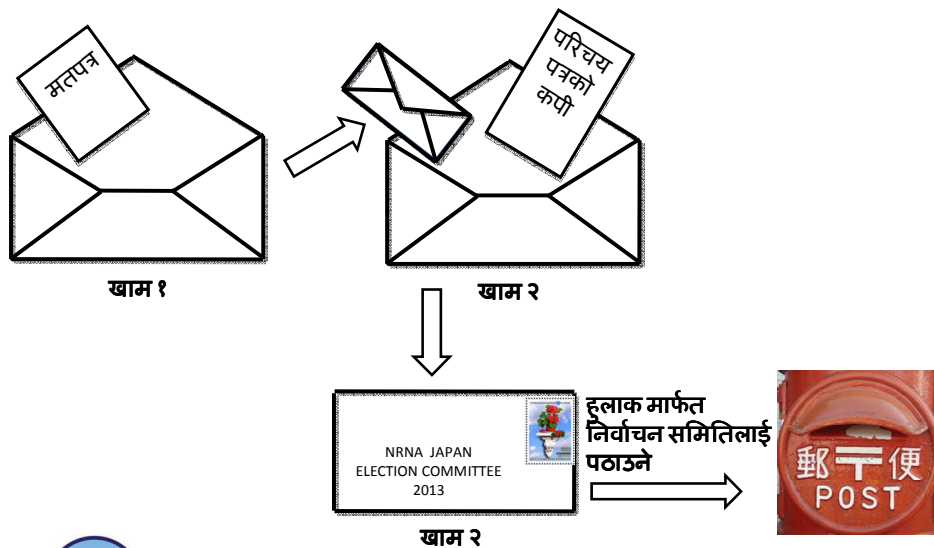 मतपत्र
परिचय
पत्रको
कपी
खाम १
खाम २
NRNA JAPAN
ELECTION COMMITTEE
2013
हुलाक मार्फत
निर्वाचन समितिलाई
पठाउने
郵〒便
POST
खाम २